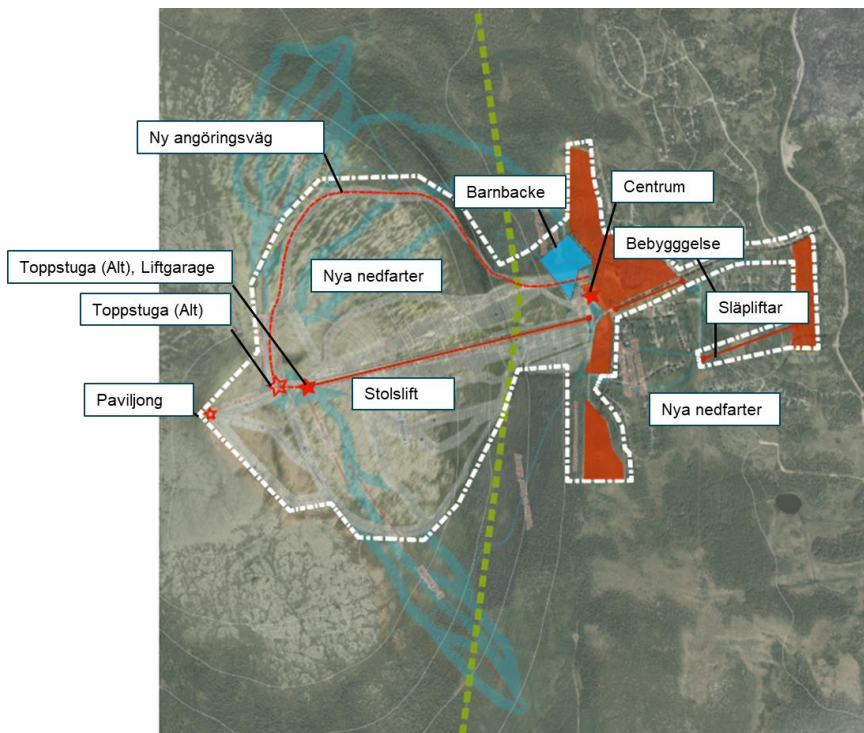 Ny angöringsväg
Barnbacke
Centrum
Bebygggelse
Toppstuga (Alt), Liftgarage
Nya nedfarter
Släpliftar
Toppstuga (Alt)
Stolslift
Paviljong
Nya nedfarter